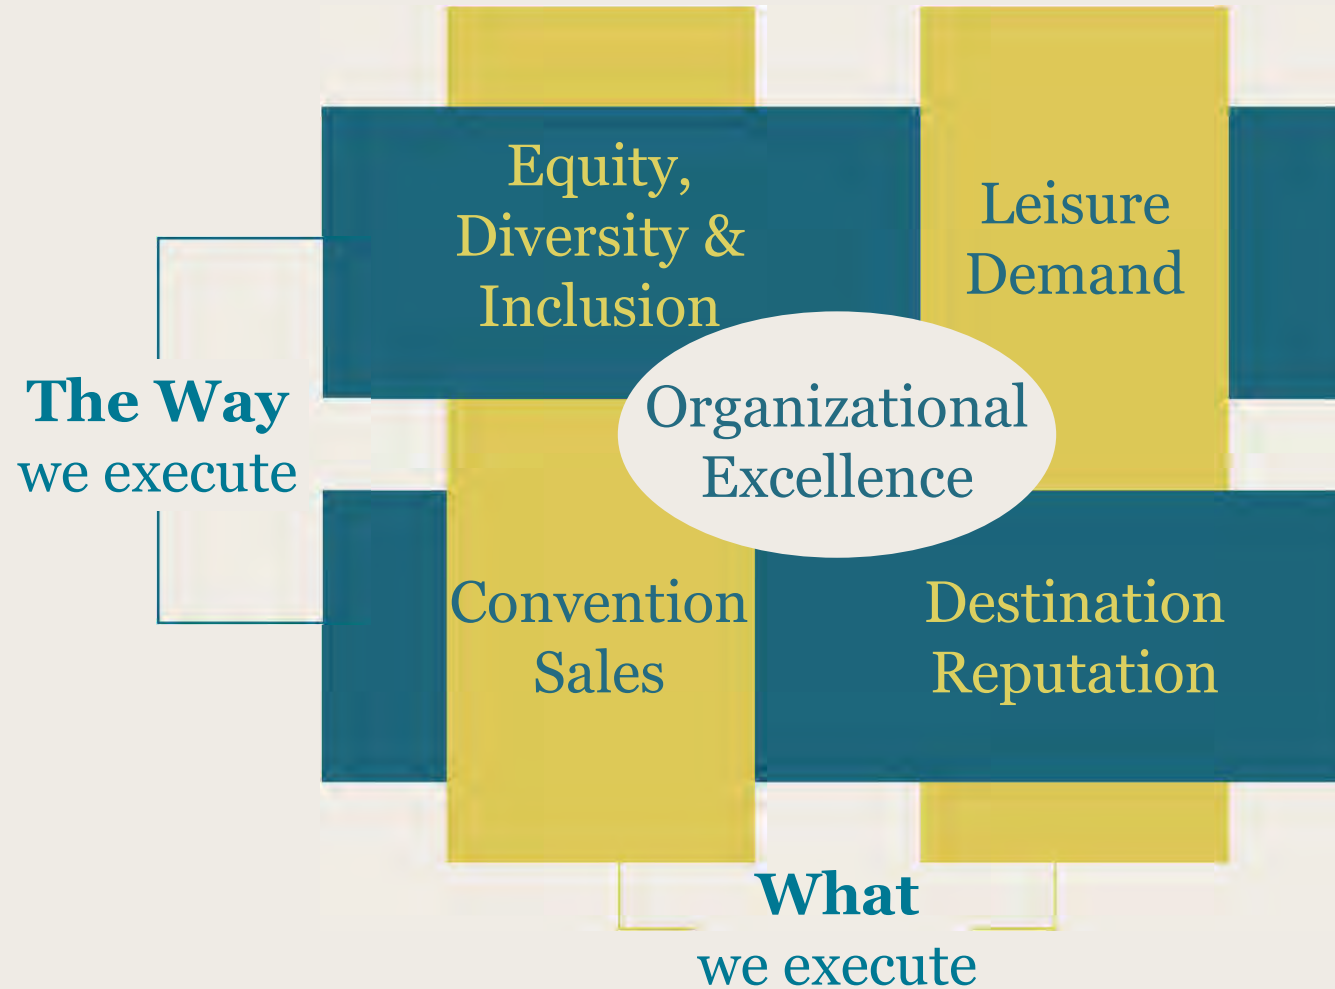 Equity,
Diversity &
Inclusion
Leisure
Demand
The Way
we execute
Organizational
Excellence
Convention
Sales
Destination
Reputation
What
we execute